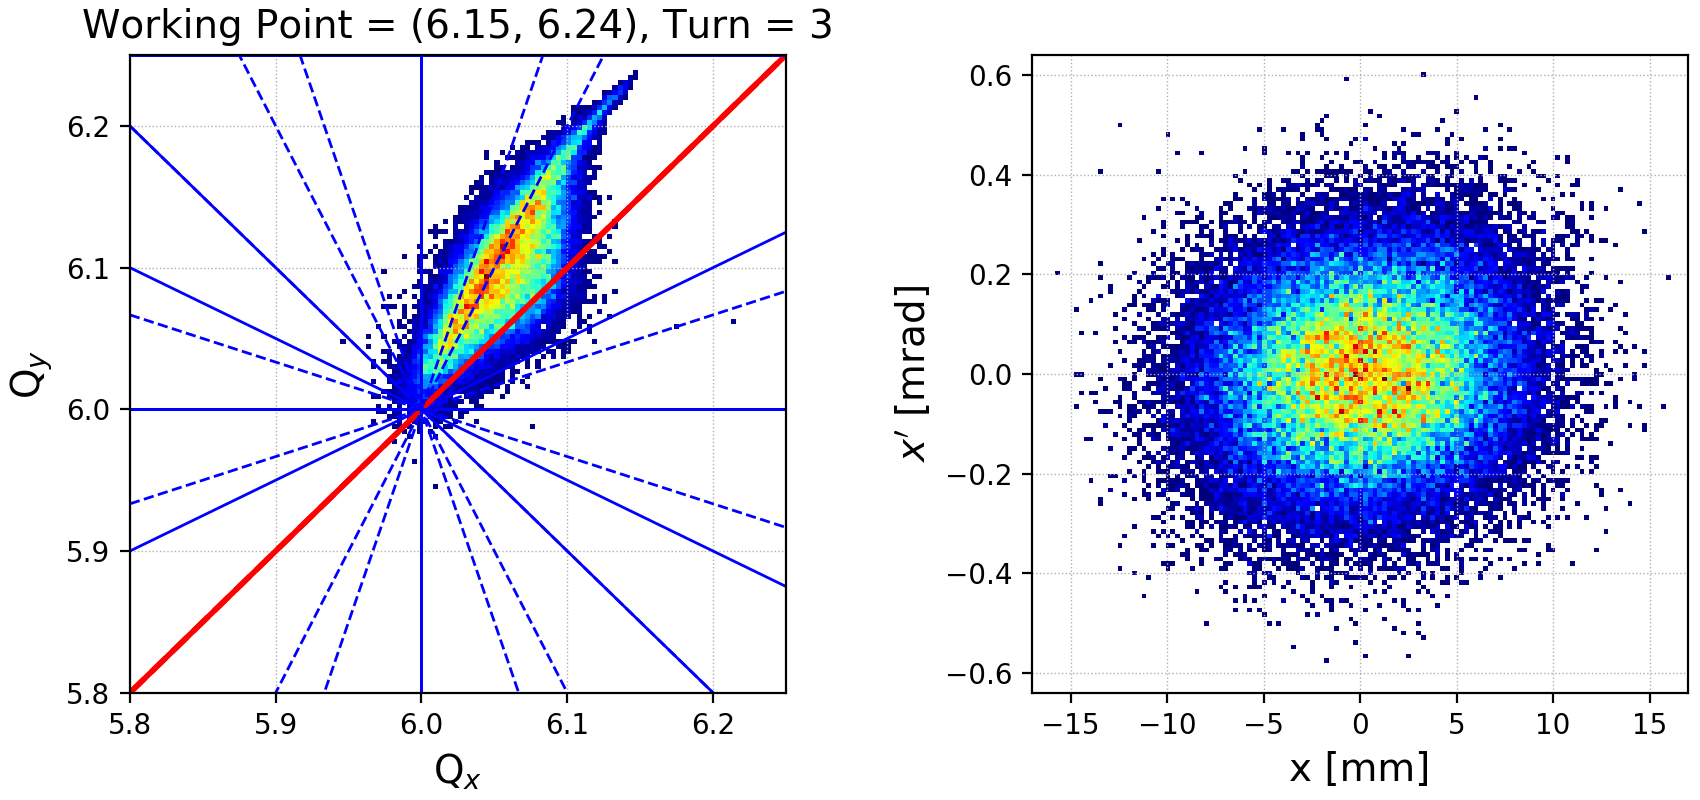 Working Point = (6.15, 6.24), Turn = 3
6.2
6.1
6.0
5.9
5.8
Qy
5.8 5.9 6.0 6.1 6.2
Qx
0.6
0.4
0.2
0.0
−0.2
−0.4
−0.6
x′ [mrad]
−15 −10 −5 0 5 10 15
x [mm]